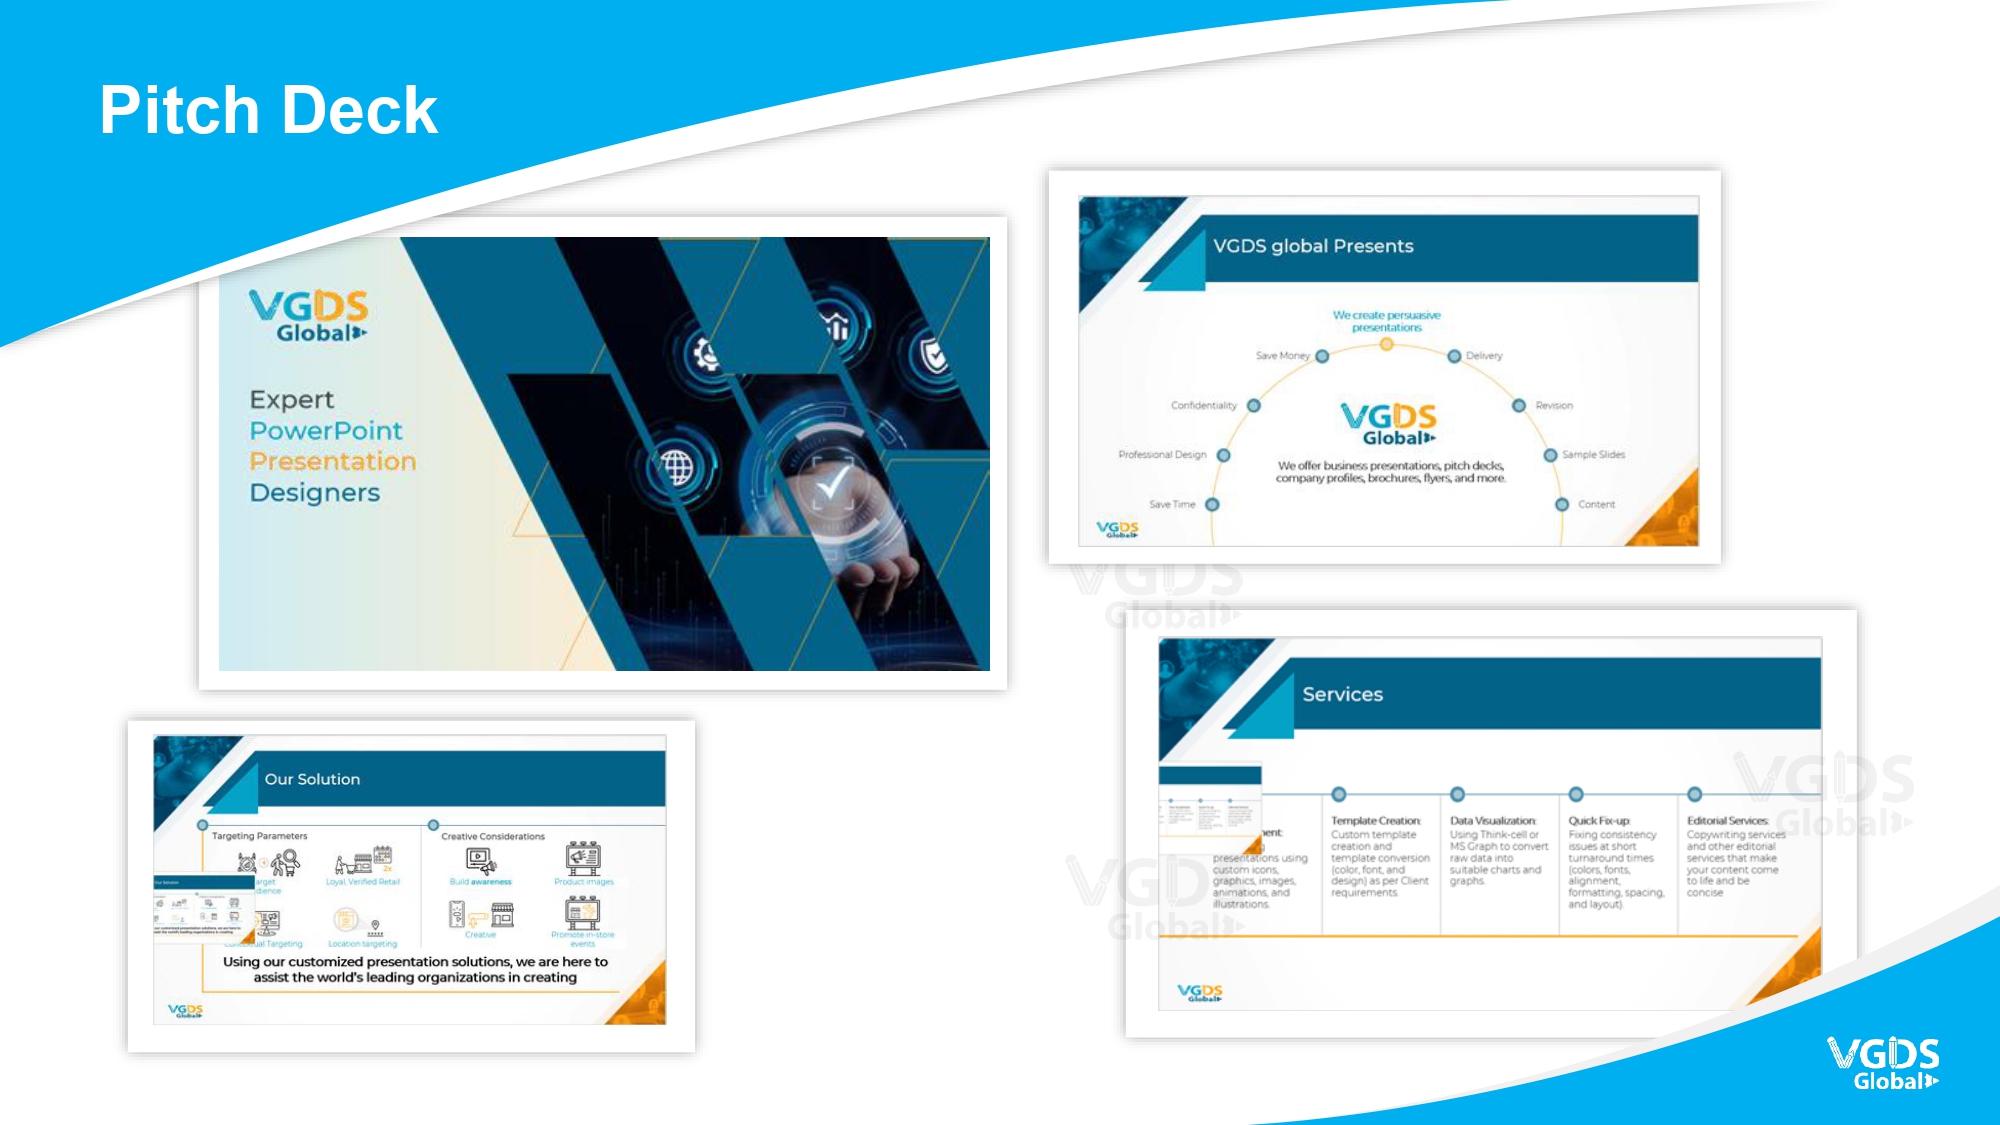 Pitch Deck
VGDS
Global
Expert
PowerPoint
Presentation
Designers
VGDS global Presents
We create persuasive
presentations
Save Money
Delivery
Confidentiality
Revision
Professional Design
Sample Slides
Save Time
Content
VGDS
Global
We offer business presentations, pitch decks,
company profiles, brochures, flyers, and more.
VGDS
Global
VGDS
Global
Our Solution
Targeting Parameters
Creative Considerations
2x
Loyal, Verified Retail
Build awareness
Product images
Targeting
Location targeting
Creative
Promote in-store
events
Using our customized presentation solutions, we are here to
assist the world's leading organizations in creating
VGDS
Global
Services
presentations using
custom icons,
graphics, images,
animations, and
illustrations.
Template Creation:
Custom template
creation and
template conversion
(color, font, and
design) as per Client
requirements.
Data Visualization:
Using Think-cell or
MS Graph to convert
raw data into
suitable charts and
graphs.
Quick Fix-up:
Fixing consistency
issues at short
turnaround times
(colors, fonts,
alignment,
formatting, spacing,
and layout).
Editorial Services:
Copywriting services
and other editorial
services that make
your content come
to life and be
concise
VGDS
Global
VGDS
Global
VGDS
Global
VGDS
Global